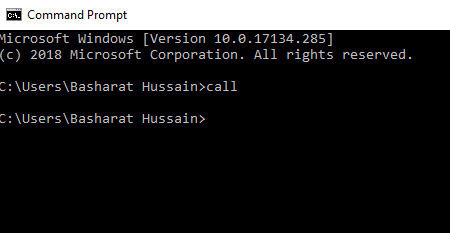 Command Prompt
Microsoft Windows [Version 10.0.17134.285]
(c) 2018 Microsoft Corporation. All rights reserved.
C:\Users\Basharat Hussain>call
C:\Users\Basharat Hussain>